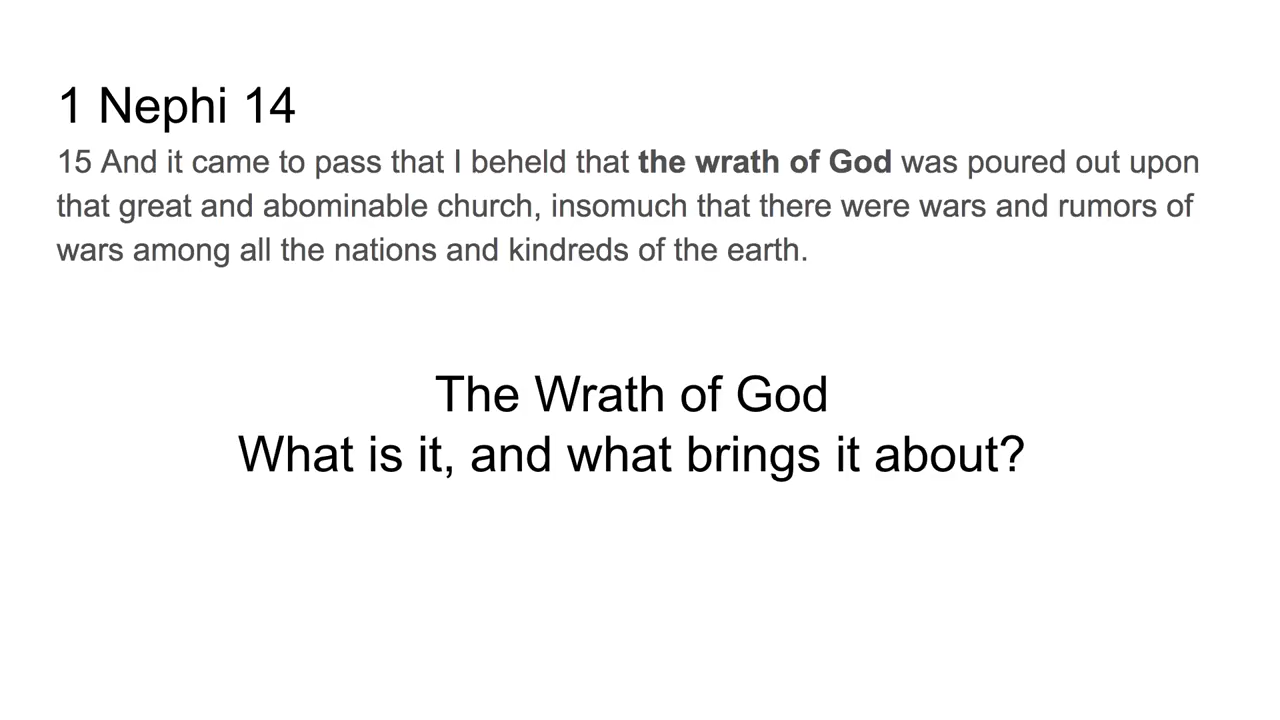 1 Nephi 14
15 And it came to pass that I beheld that the wrath of God was poured out upon
that great and abominable church, insomuch that there were wars and rumors of
wars among all the nations and kindreds of the earth.
The Wrath of God
What is it, and what brings it about?